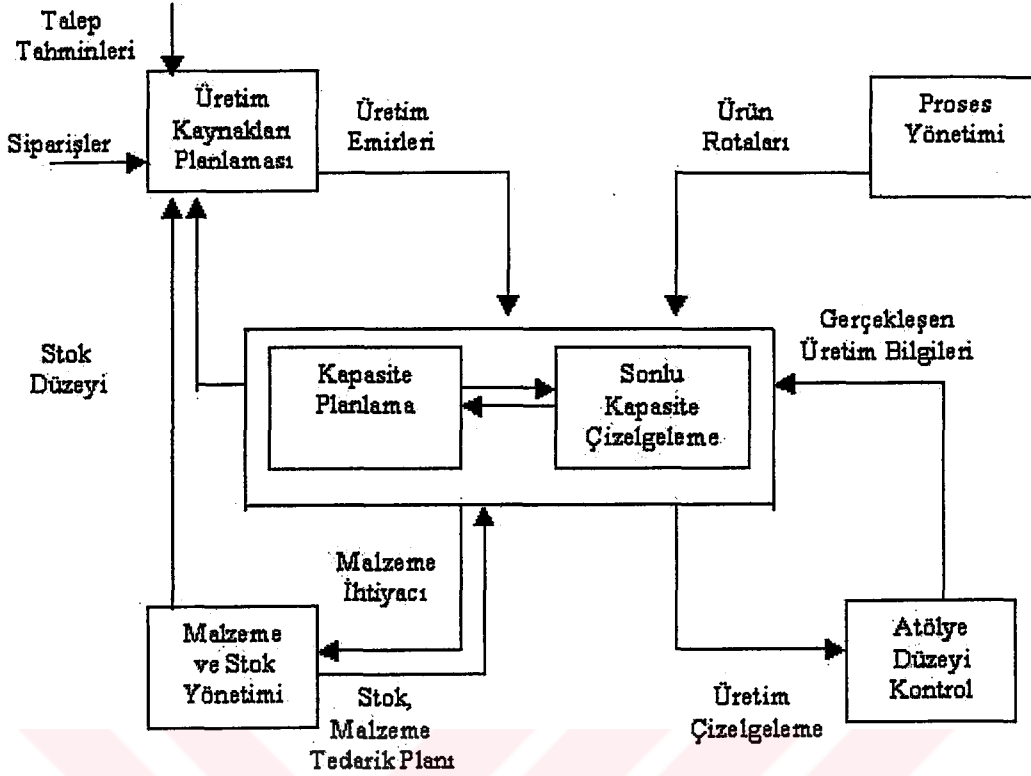 Talep
Tahminleri
Siparişler
Üretim
Kaynakları
Planlaması
Üretim
Emirleri
Ürün
Rotaları
Proses
Yönetimi
Stok
Düzeyi
Kapasite
Planlama
Sonlu
Kapasite
Çizelgeleme
Gerçekleşen
Üretim Bilgileri
Malzeme
İhtiyacı
Malzeme
ve Stok
Yönetimi
Stok,
Malzeme
Tedarik Planı
Üretim
Çizelgeleme
Atölye
Düzeyi
Kontrol